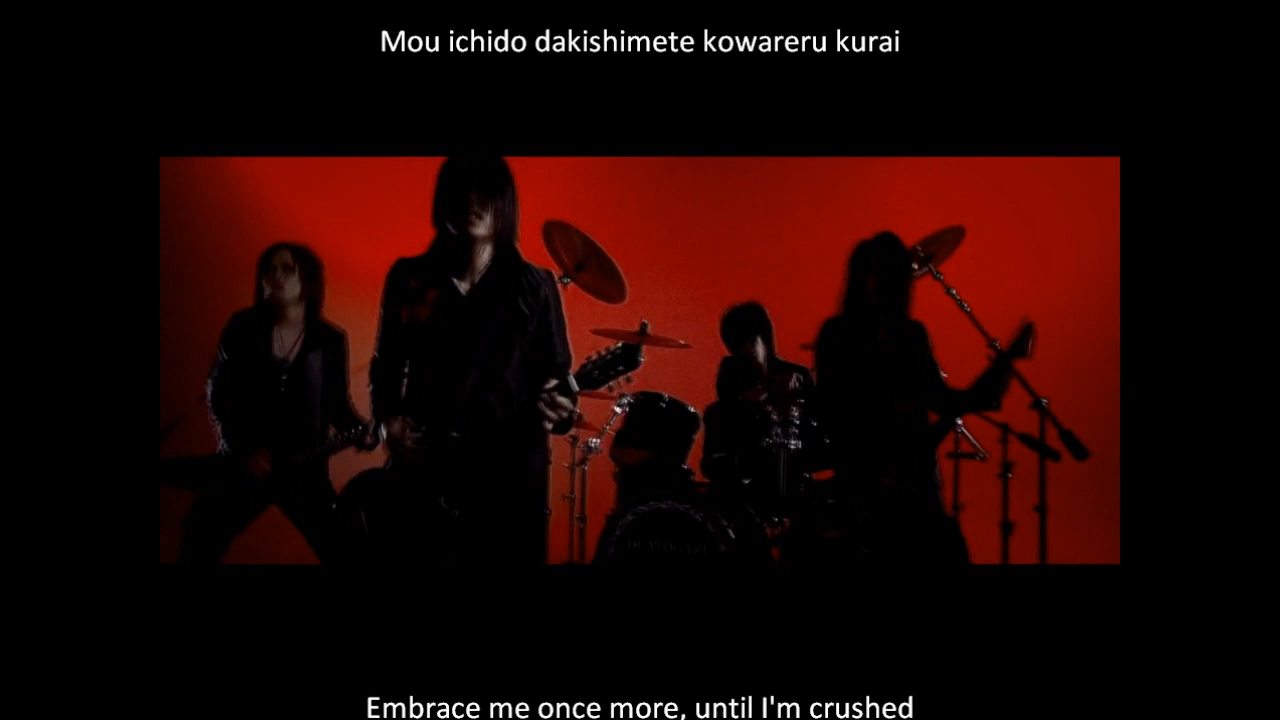 Mou ichido dakishimete kowareru kurai
Embrace me once more, until I'm crushed